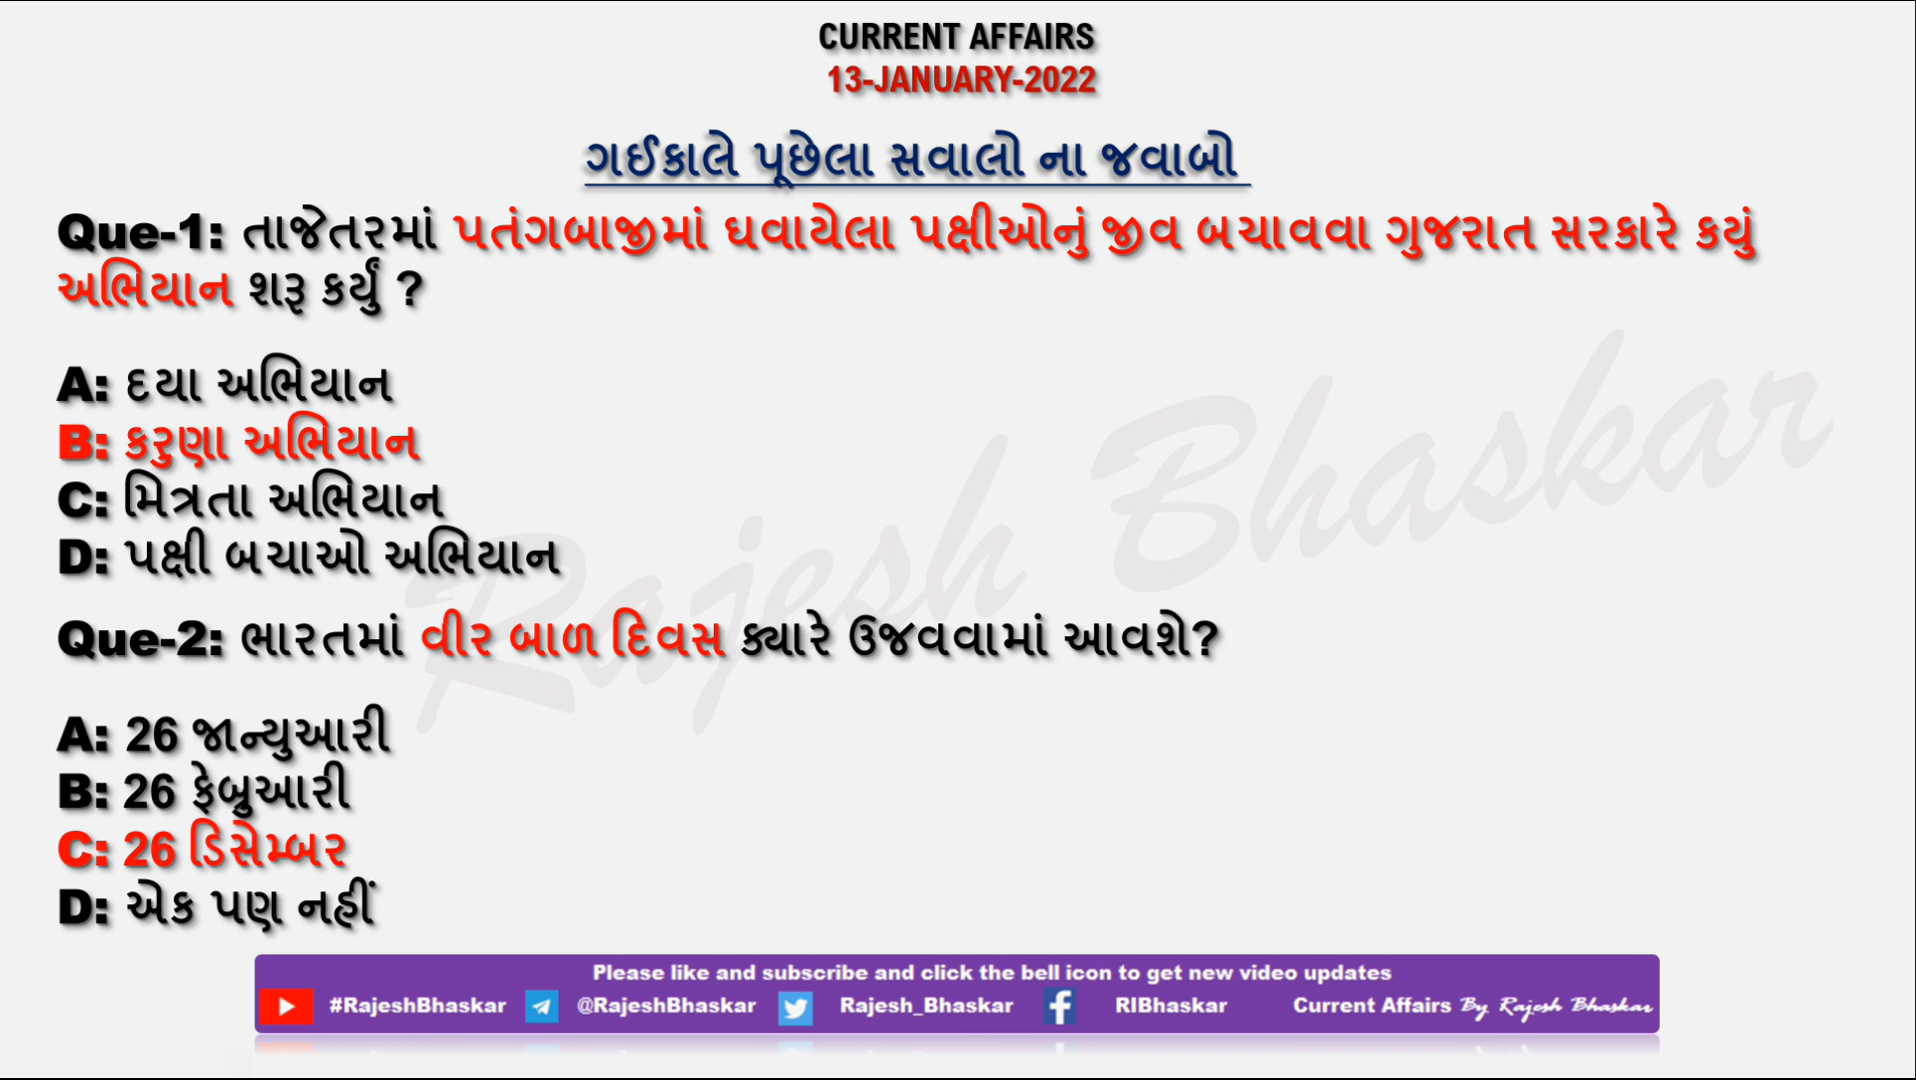 CURRENT AFFAIRS
13-JANUARY-2022
ગઈકાલે પૂછેલા સવાલો ના જવાબો
Que-1: તાજેતરમાં પતંગબાજીમાં ઘવાયેલા પક્ષીઓનું જીવ બચાવવા ગુજરાત સરકારે કયું
અભિયાન શરૂ કર્યું ?
A: દયા અભિયાન
B: કરુણા અભિયાન
C: મિત્રતા અભિયાન
D: પક્ષી બચાઓ અભિયાન
Que-2: ભારતમાં વીર બાળ દિવસ ક્યારે ઉજવવામાં આવશે?
A: 26 જાન્યુઆરી
B: 26 ફેબ્રુઆરી
C: 26 ડિસેમ્બર
D: એક પણ નહીં
Rajesh Bhaskar
Please like and subscribe and click the bell icon to get new video updates
#RajeshBhaskar @RajeshBhaskar Rajesh_Bhaskar RIBhaskar Current Affairs By Rajesh Bhaskar